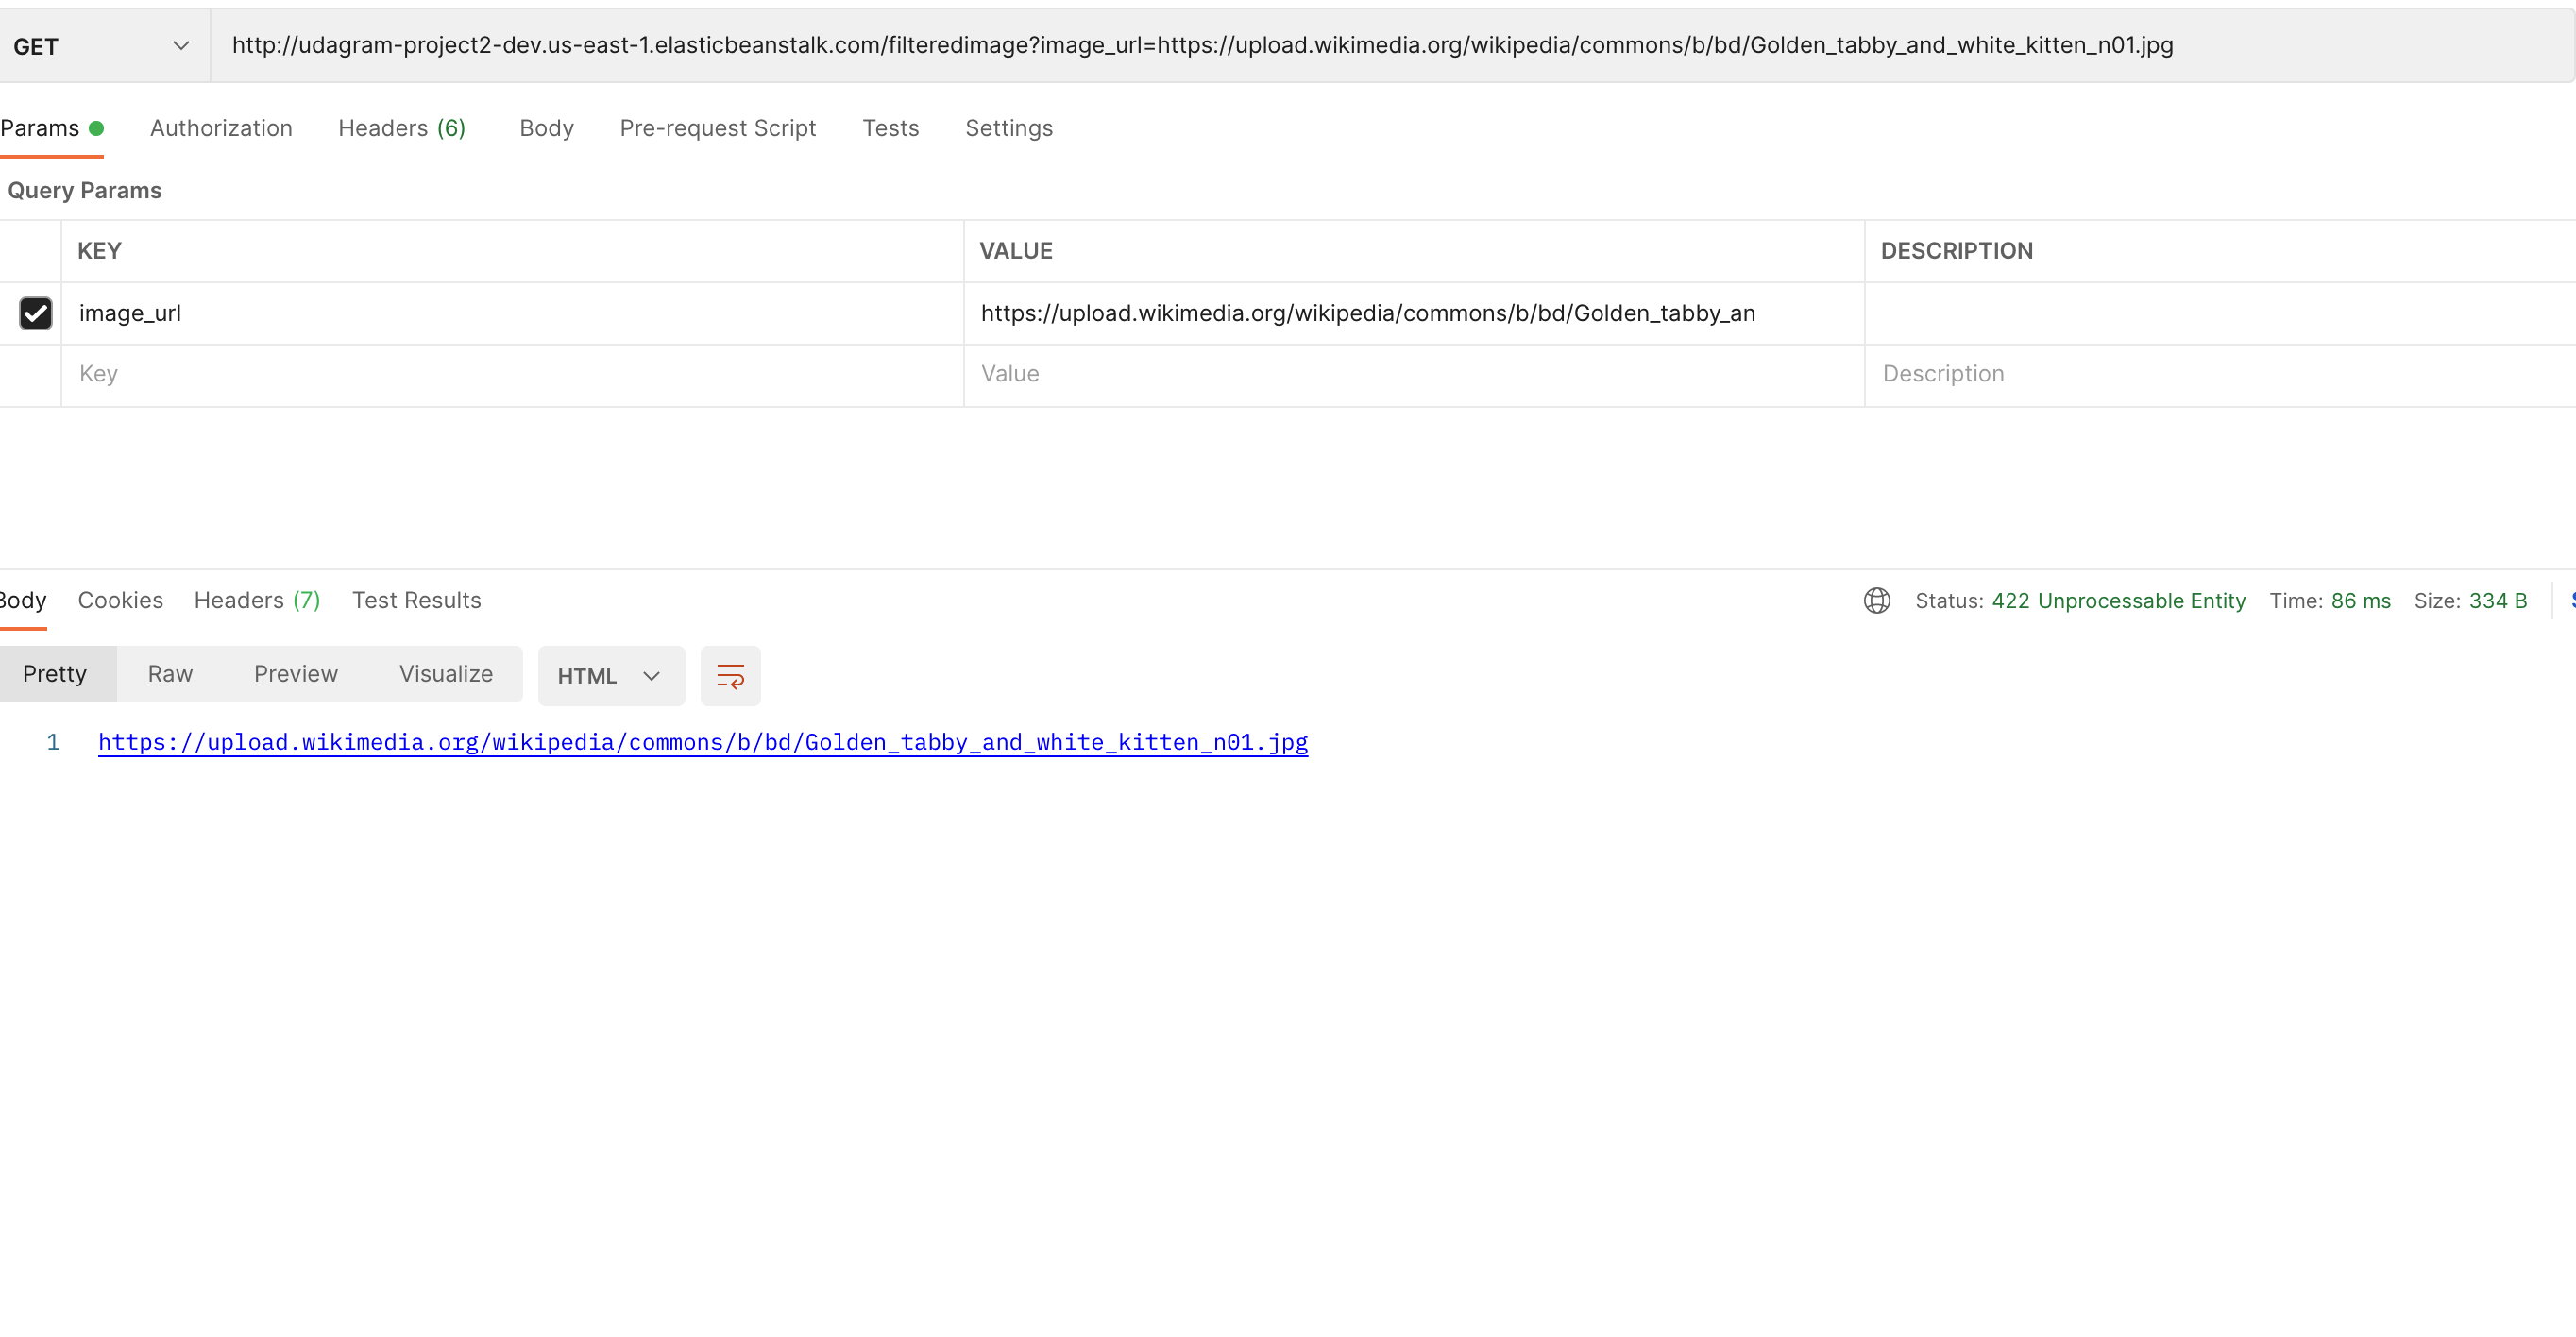 GET http://udagram-project2-dev.us-east-1.elasticbeanstalk.com/filteredimage?image_url=https://upload.wikimedia.org/wikipedia/commons/b/bd/Golden_tabby_and_white_kitten_n01.jpg
Params Authorization Headers (6) Body Pre-request Script Tests Settings
Query Params
KEY VALUE DESCRIPTION
image_url https://upload.wikimedia.org/wikipedia/commons/b/bd/Golden_tabby_an
Key Value Description
Body Cookies Headers (7) Test Results Status: 422 Unprocessable Entity Time: 86 ms Size: 334 B
Pretty Raw Preview Visualize HTML
1 https://upload.wikimedia.org/wikipedia/commons/b/bd/Golden_tabby_and_white_kitten_n01.jpg